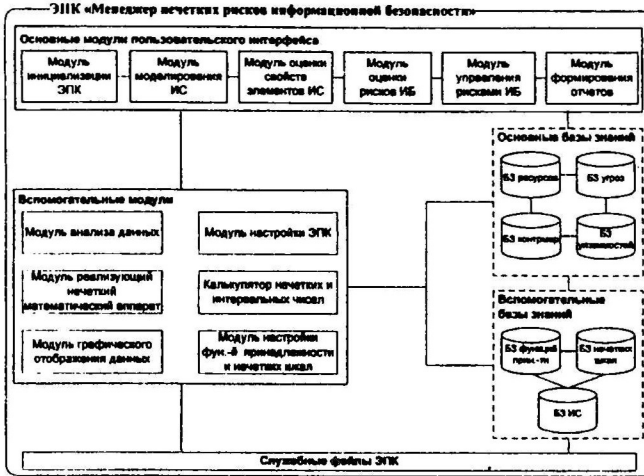 ЭПК «Менеджер нечетких рисков информационной безопасности»
Основные модули пользовательского интерфейса
Модуль
инициализации
ЭПК
Модуль
моделирования
ИС
Модуль оценки
свойств
элементов ИС
Модуль
оценки
рисков ИБ
Модуль
управления
рисками ИБ
Модуль
формирования
отчетов
Основные базы знаний
БЗ ресурсов
БЗ угроз
БЗ контрмер
БЗ
уязвимостей
Вспомогательные модули
Модуль анализа данных
Модуль настройки ЭПК
Модуль реализующий
нечеткий
математический аппарат
Калькулятор нечетких и
интервальных чисел
Модуль графического
отображения данных
Модуль настройки
фун.-й принадлежности
и нечетких шкал
Вспомогательные
базы знаний
БЗ функций
прин.-ти
БЗ нечетких
шкал
БЗ ИС
Служебные файлы ЭПК